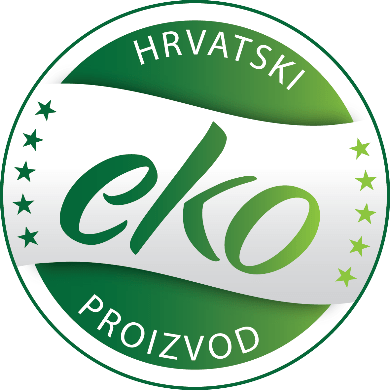 HRVATSKI
eko
PROIZVOD